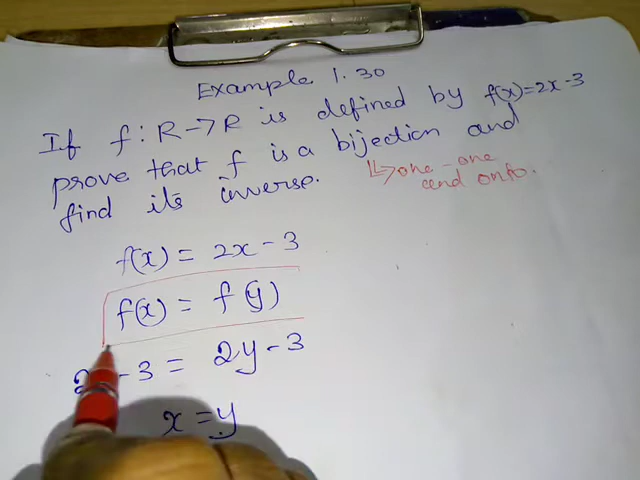 Example 1.30
If f: R→R is defined by f(x)=2x-3
prove that f is a bijection and
find its inverse.
↳ one-one
and onto.
f(x) = 2x-3
f(x) = f(y)
2 -3 = 2y-3
x = y